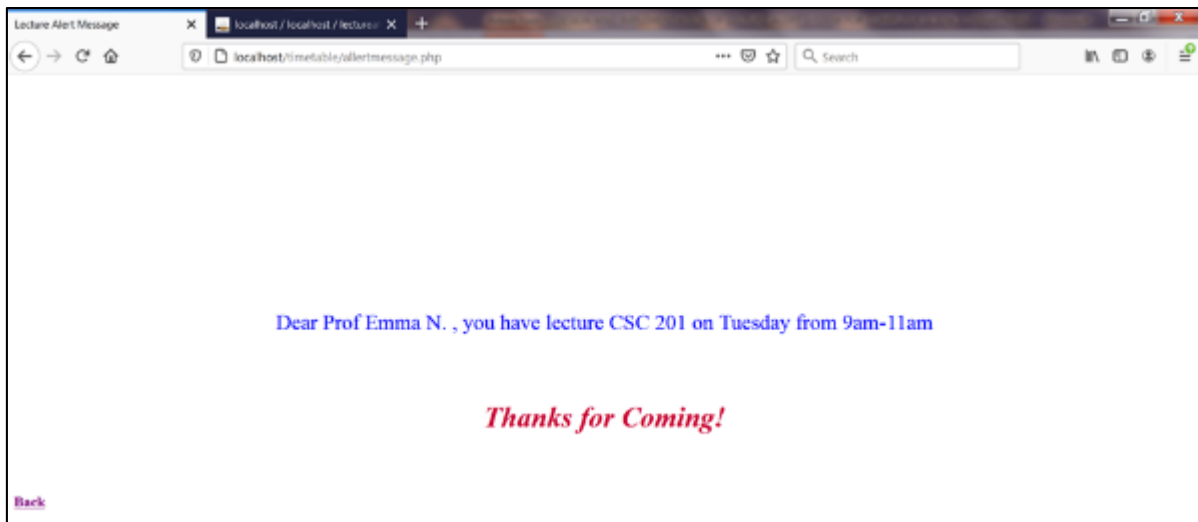 Lecture Alert Message
localhost / localhost / lecture
localhost/timetable/allertmessage.php
Search
Dear Prof Emma N. , you have lecture CSC 201 on Tuesday from 9am-11am
Thanks for Coming!
Back